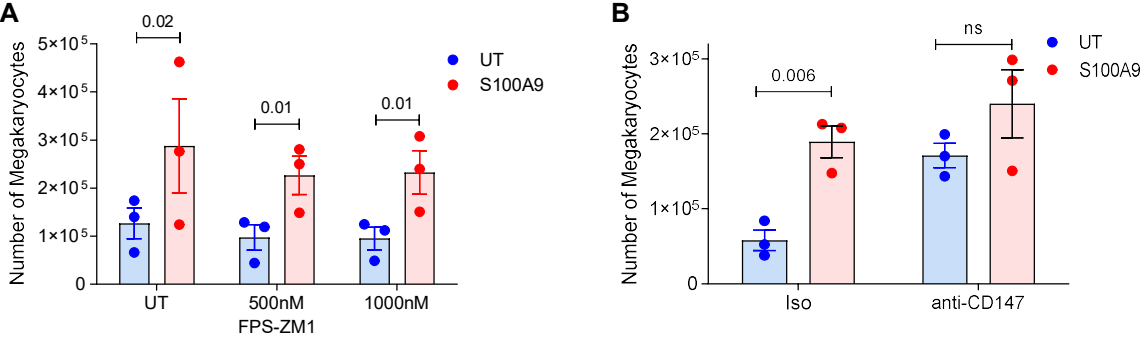 A
Number of Megakaryocytes
5×10⁵
4×10⁵
3×10⁵
2×10⁵
1×10⁵
0
0.02
0.01
0.01
UT
S100A9
UT
500nM
1000nM
FPS-ZM1
B
Number of Megakaryocytes
3×10⁵
2×10⁵
1×10⁵
0
0.006
ns
UT
S100A9
Iso
anti-CD147